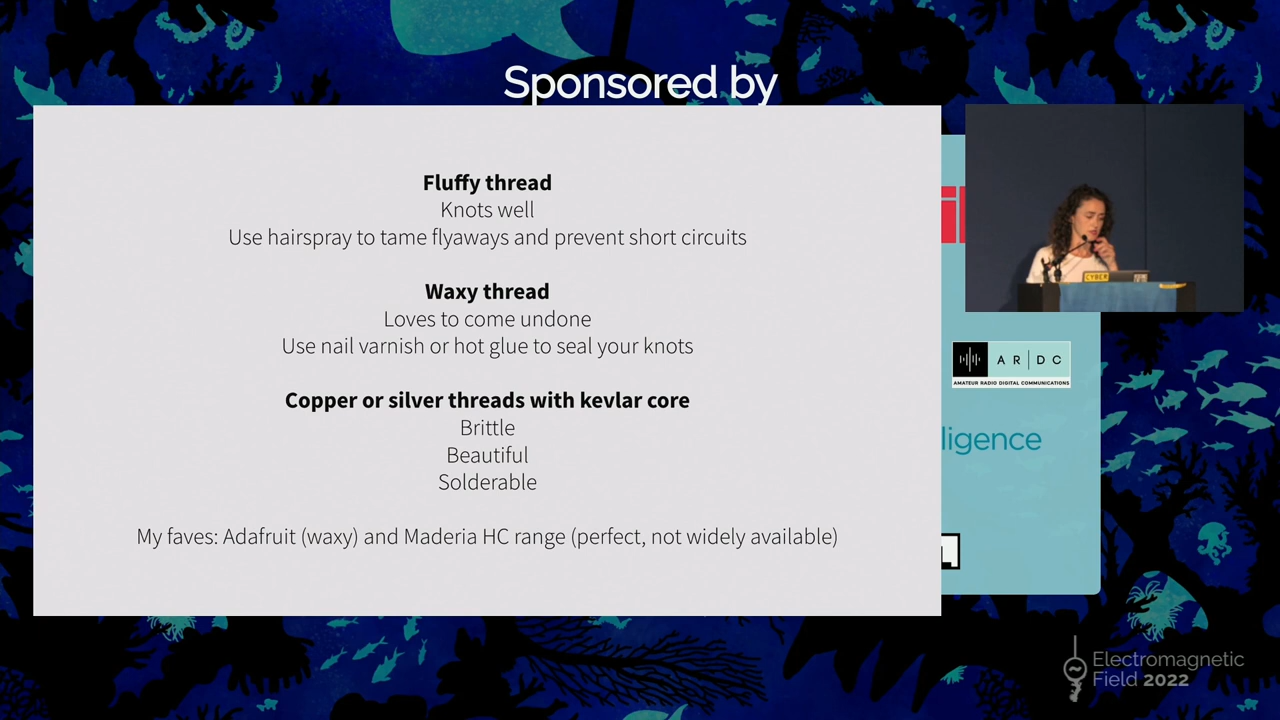 Sponsored by
Fluffy thread
Knots well
Use hairspray to tame flyaways and prevent short circuits
Waxy thread
Loves to come undone
Use nail varnish or hot glue to seal your knots
Copper or silver threads with kevlar core
Brittle
Beautiful
Solderable
My faves: Adafruit (waxy) and Maderia HC range (perfect, not widely available)
CYBER
AR|DC
AMATEUR RADIO DIGITAL COMMUNICATIONS
ligence
Electromagnetic
Field 2022